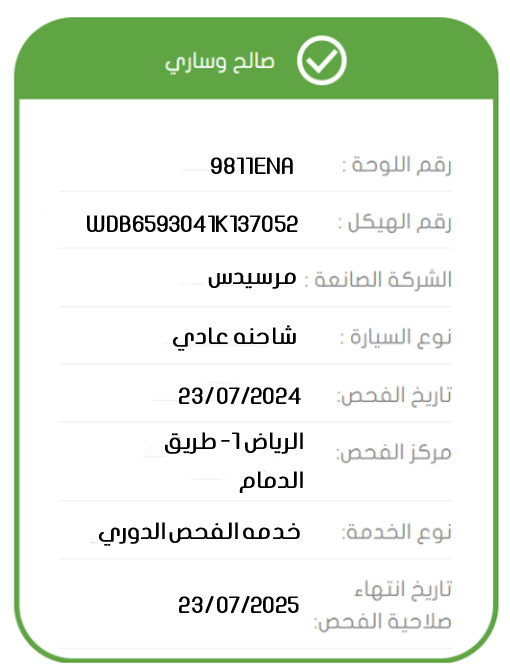 صالح وساري
رقم اللوحة : 9811ENA
رقم الهيكل : WDB6593041K137052
الشركة الصانعة : مرسيدس
نوع السيارة : شاحنه عادي
تاريخ الفحص: 23/07/2024
مركز الفحص: الرياض ٦- طريق
الدمام
نوع الخدمة: خدمه الفحص الدوري
تاريخ انتهاء
صلاحية الفحص: 23/07/2025